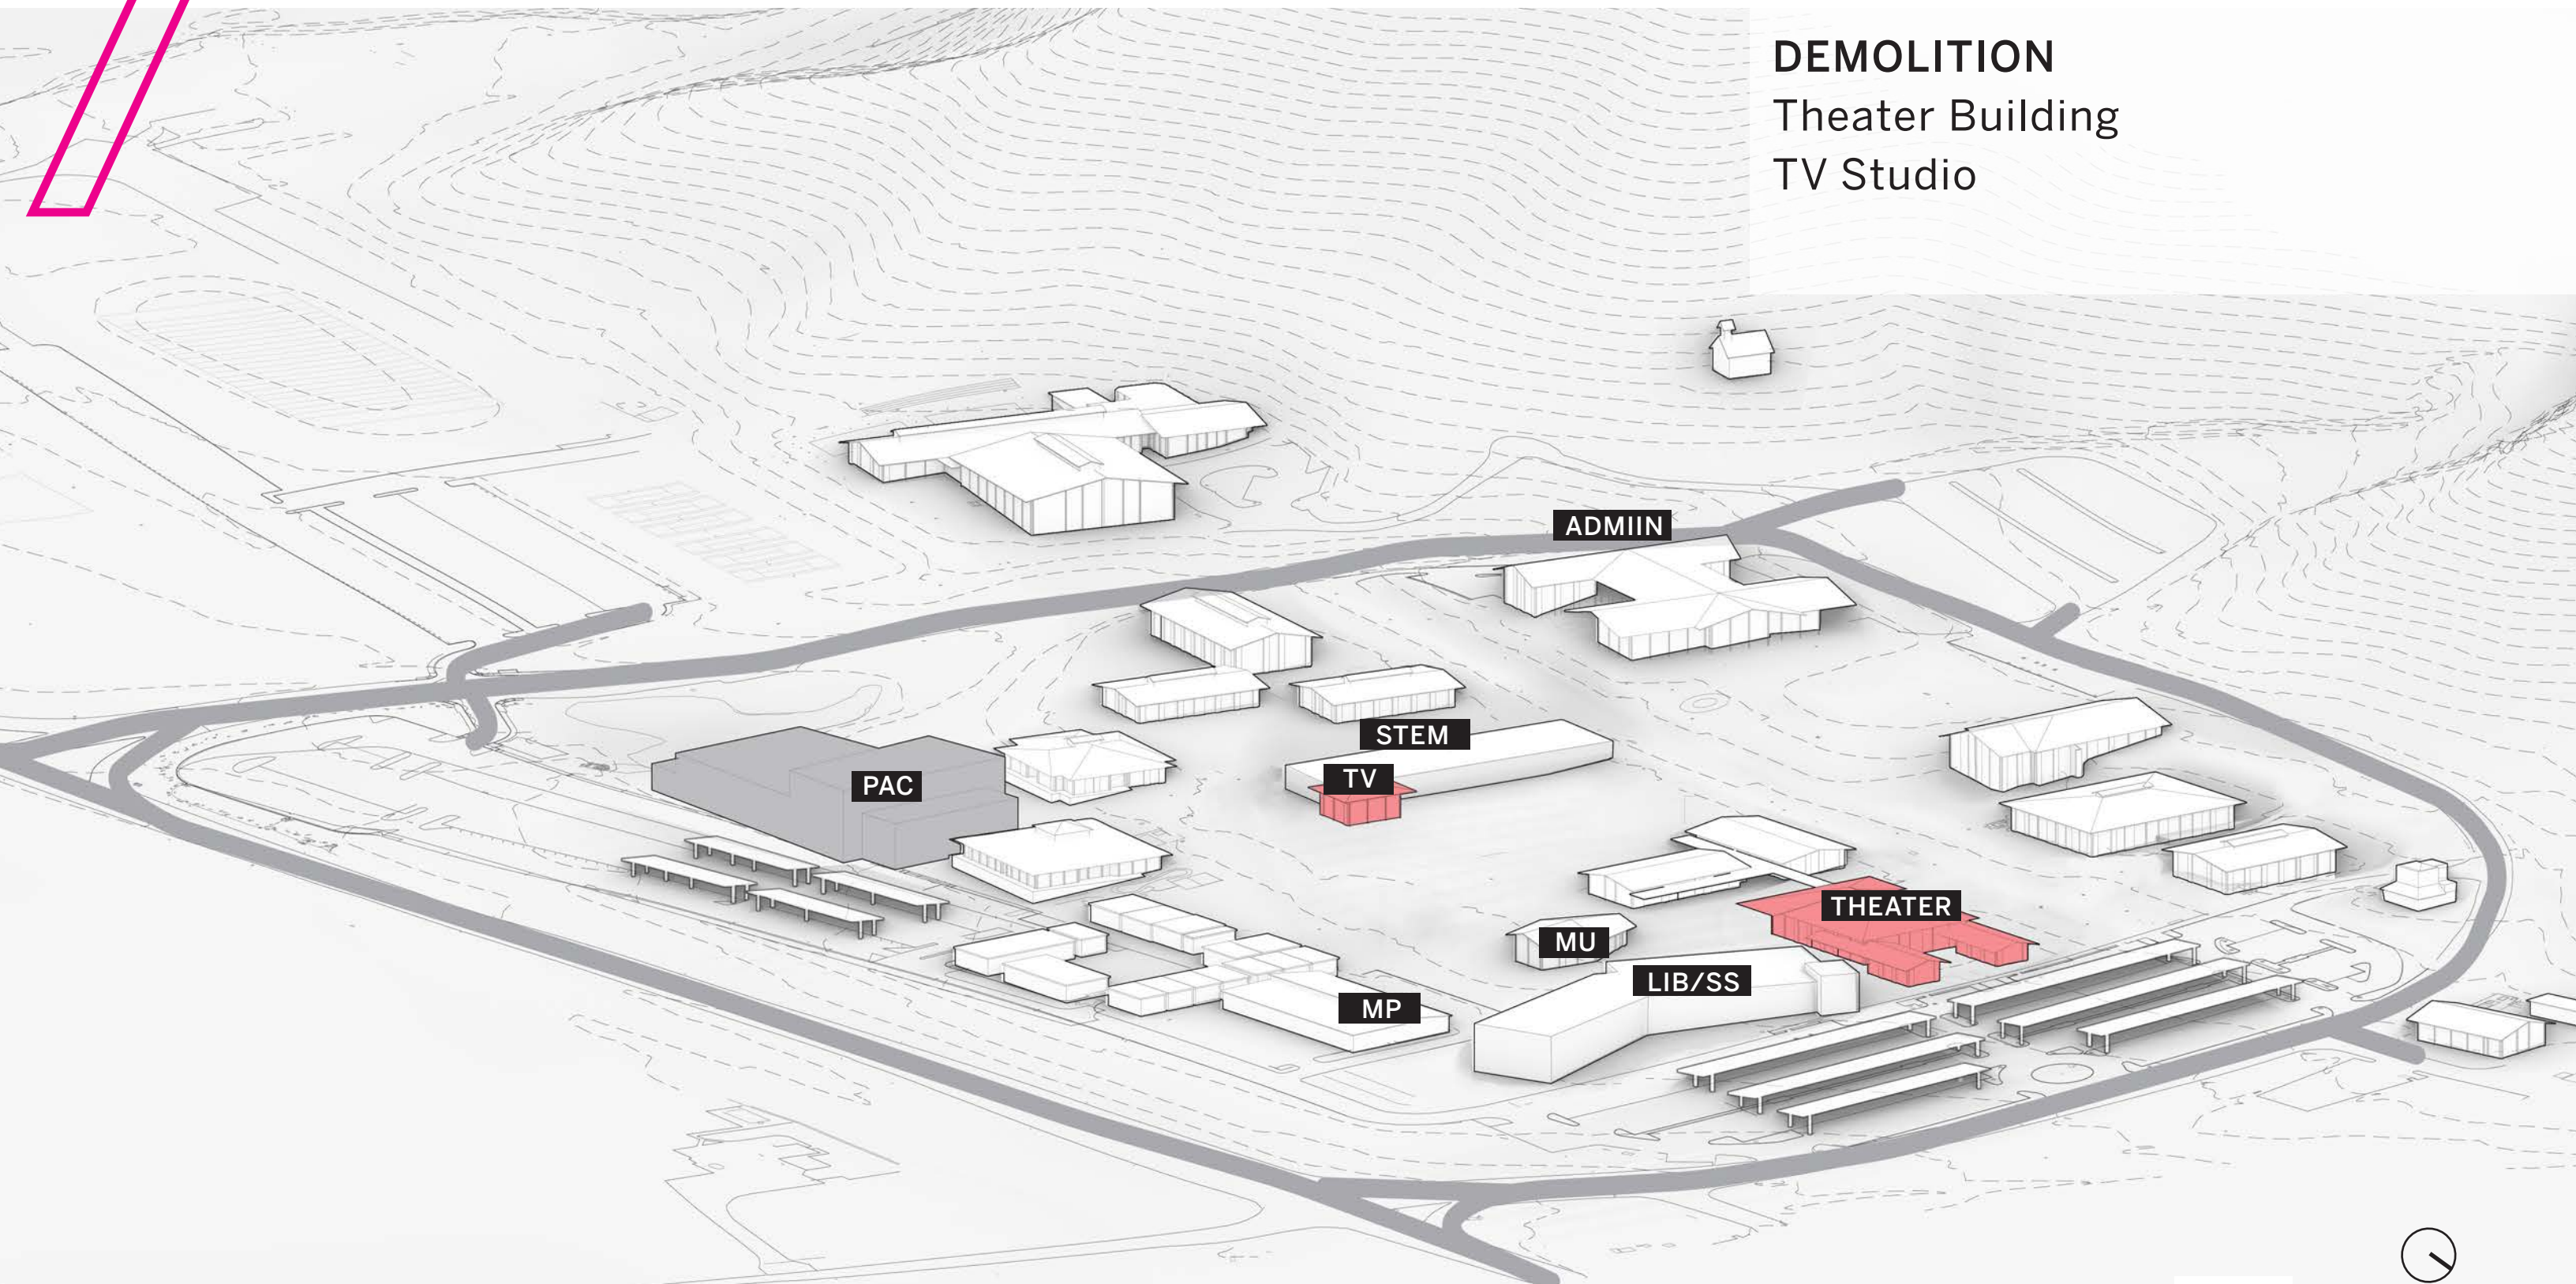 DEMOLITION
Theater Building
TV Studio
ADMIIN
STEM
TV
PAC
THEATER
MU
LIB/SS
MP